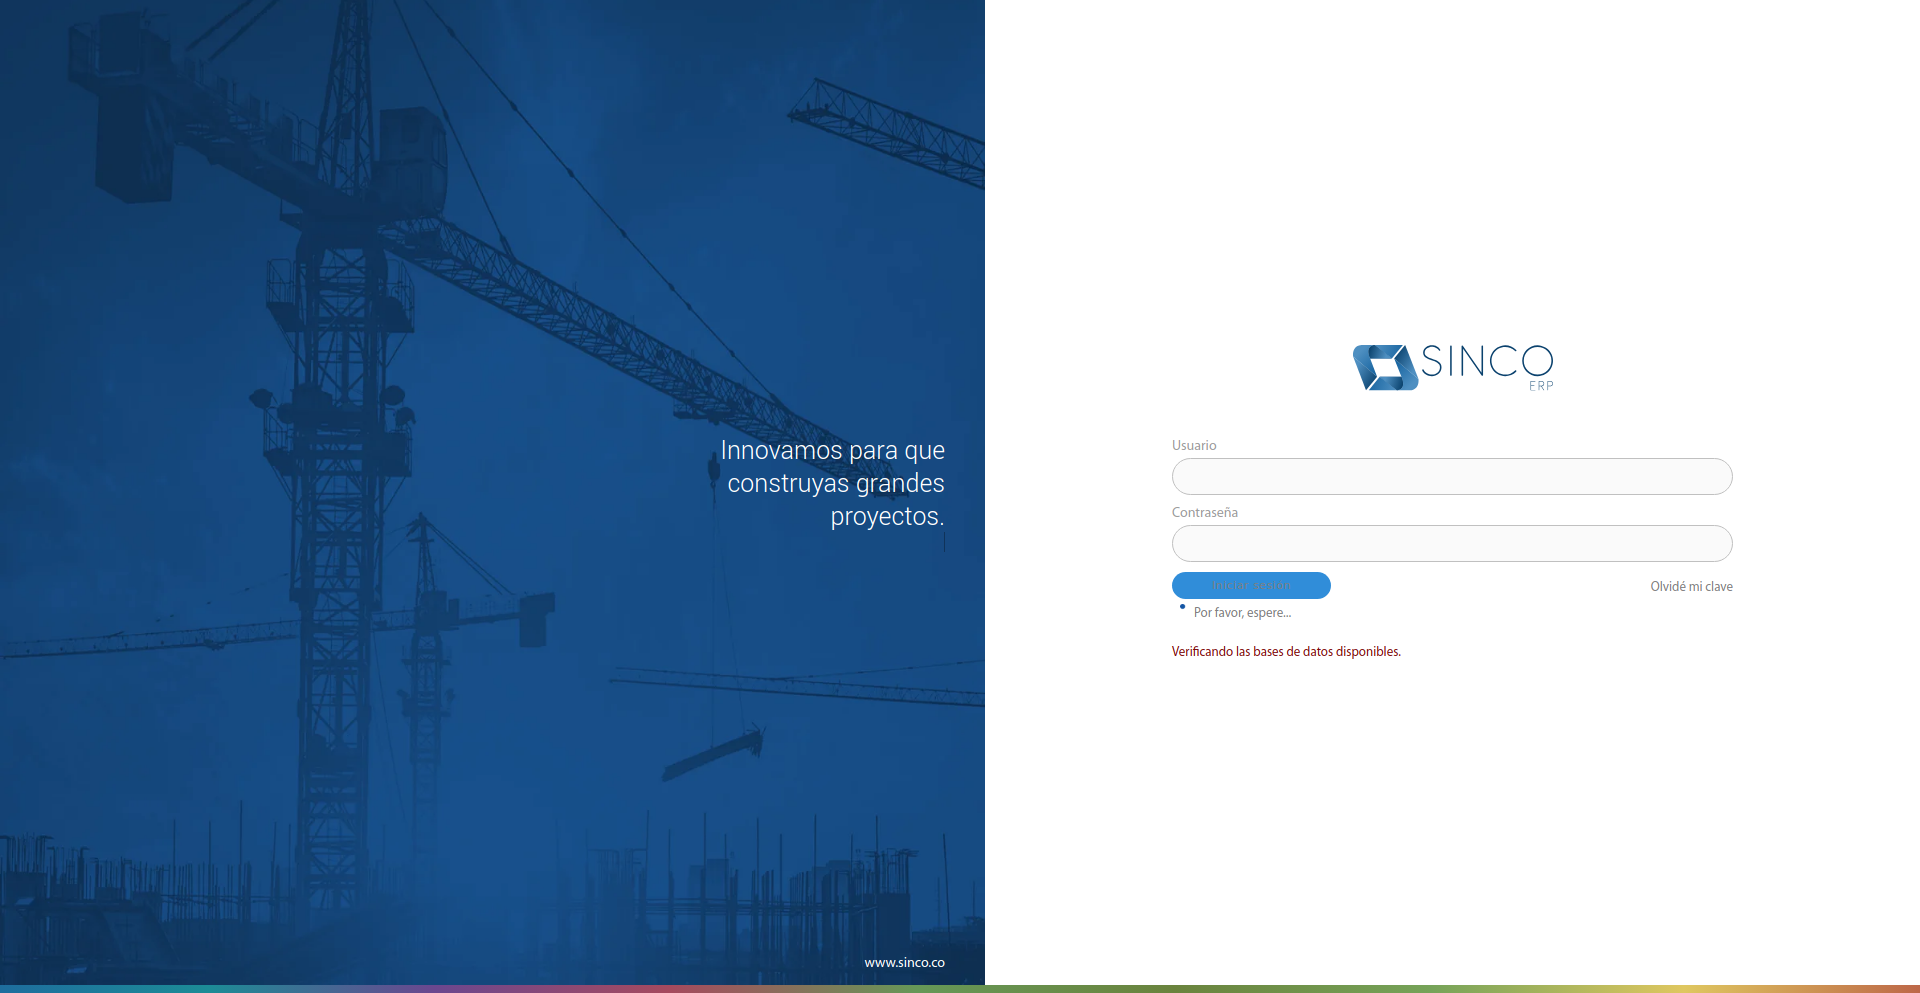 Innovamos para que
construyas grandes
proyectos.
www.sinco.co
SINCO
ERP
Usuario
Contraseña
Iniciar sesión
Olvidé mi clave
Por favor, espere...
Verificando las bases de datos disponibles.